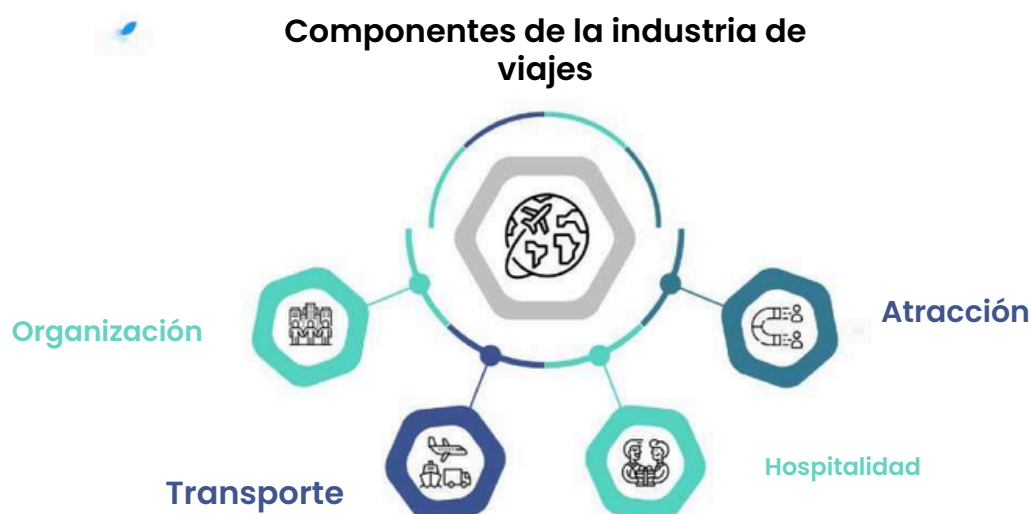 Componentes de la industria de
viajes
Organización
Atracción
Transporte
Hospitalidad